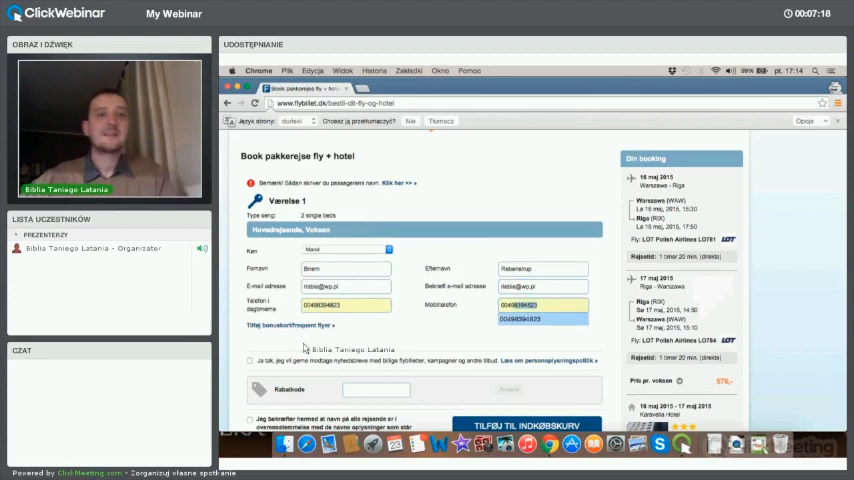 ClickWebinar
My Webinar
00:07:18
OBRAZ I DŹWIĘK
UDOSTĘPNIANIE
Chrome Plik Edycja Widok Historia Zakładki Okno Pomoc
99%
pt. 17:14
Book pakkerejse fly + hotel
www.flybillet.dk/bestil-dit-fly-og-hotel
Język strony: duński Chcesz ją przetłumaczyć? Nie Tłumacz
Opcje
Book pakkerejse fly + hotel
Bemærk! Sådan skriver du passagerens navn. Klik her >> »
Værelse 1
Type seng: 2 single beds
Hovedrejsende, Voksen
Køn Mand
Fornavn
Efternavn Rebenstrup
E-mail adresse rleble@wp.pl
Bekræft e-mail adresse rleble@wp.pl
Telefon i dagtimerne 00498394823
Mobiltelefon 00498394823
00498394823
Tilføj bonuskort/frequent flyer »
Biblia Taniego Latania
Ja tak, jeg vil gerne modtage nyhedsbreve med billige flybilletter, kampagner og andre tilbud. Læs om personoplysningspolitik »
Rabatkode
Anvend
Jeg bekræfter hermed at navn på alle rejsende er i
overenstemmelse med de navne oplysninger som står
TILFØJ TIL INDKØBSKURV
Din booking
16 maj 2015
Warszawa - Riga
Warszawa (WAW)
Lø 16 maj 2015, 15:30
Riga (RIX)
Lø 16 maj 2015, 17:50
Fly: LOT Polish Airlines LO781 LOT
Rejsetid: 1 timer 20 min. (direkte)
17 maj 2015
Riga - Warszawa
Riga (RIX)
Sø 17 maj 2015, 14:50
Warszawa (WAW)
Sø 17 maj 2015, 15:10
Fly: LOT Polish Airlines LO784 LOT
Rejsetid: 1 timer 20 min. (direkte)
Pris pr. voksen 576,-
16 maj 2015 - 17 maj 2015
Karavella Hotel
Biblia Taniego Latania
LISTA UCZESTNIKÓW
PREZENTERZY
Biblia Taniego Latania - Organizator
CZAT
23
Powered by ClickMeeting.com • Zorganizuj własne spotkanie